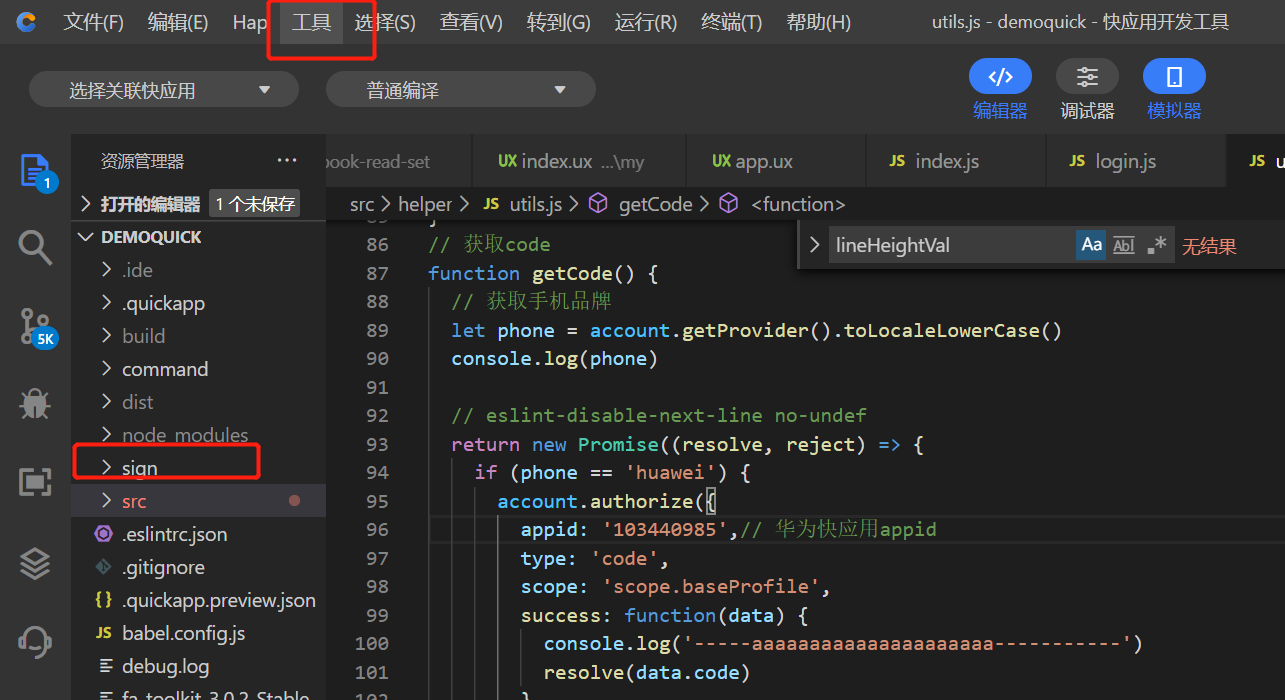 文件(F) 编辑(E) Hap 工具 选择(S) 查看(V) 转到(G) 运行(R) 终端(T) 帮助(H) utils.js - demoquick - 快应用开发工具
选择关联快应用 普通编译
编辑器 调试器 模拟器
资源管理器 ··· book-read-set UX index.ux ...\my UX app.ux JS index.js JS login.js JS u
1
打开的编辑器 1 个未保存
src > helper > JS utils.js > getCode > <function>
DEMOQUICK
lineHeightVal Aa Abl .* 无结果
.ide
.quickapp
build
command
dist
node_modules
sign
src
.eslintrc.json
.gitignore
{} .quickapp.preview.json
JS babel.config.js
debug.log
fa-toolkit-3.0.2-Stable
5K
86 // 获取code
87 function getCode() {
88 // 获取手机品牌
89 let phone = account.getProvider().toLocaleLowerCase()
90 console.log(phone)
91
92 // eslint-disable-next-line no-undef
93 return new Promise((resolve, reject) => {
94 if (phone == 'huawei') {
95 account.authorize({
96 appid: '103440985',// 华为快应用appid
97 type: 'code',
98 scope: 'scope.baseProfile',
99 success: function(data) {
100 console.log('-----aaaaaaaaaaaaaaaaaaaaa-----------')
101 resolve(data.code)
102 }